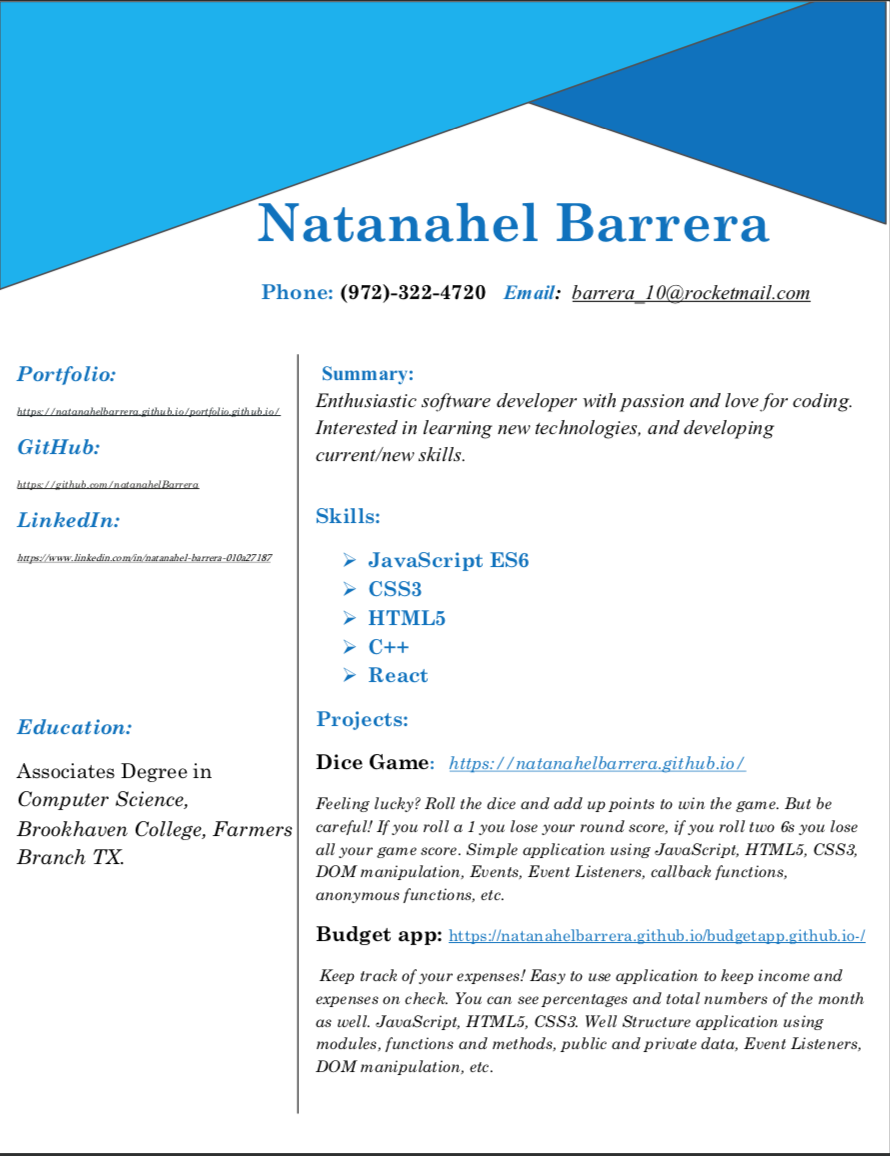 Natanahel Barrera
Phone: (972)-322-4720 Email: barrera_10@rocketmail.com
Portfolio:
https://natanahelbarrera.github.io/portfolio.github.io/
GitHub:
https://github.com/natanahelBarrera
LinkedIn:
https://www.linkedin.com/in/natanahel-barrera-010a27187
Education:
Associates Degree in
Computer Science,
Brookhaven College, Farmers
Branch TX.
Summary:
Enthusiastic software developer with passion and love for coding.
Interested in learning new technologies, and developing
current/new skills.
Skills:
➢ JavaScript ES6
➢ CSS3
➢ HTML5
➢ C++
➢ React
Projects:
Dice Game: https://natanahelbarrera.github.io/
Feeling lucky? Roll the dice and add up points to win the game. But be
careful! If you roll a 1 you lose your round score, if you roll two 6s you lose
all your game score. Simple application using JavaScript, HTML5, CSS3,
DOM manipulation, Events, Event Listeners, callback functions,
anonymous functions, etc.
Budget app: https://natanahelbarrera.github.io/budgetapp.github.io-/
Keep track of your expenses! Easy to use application to keep income and
expenses on check. You can see percentages and total numbers of the month
as well. JavaScript, HTML5, CSS3. Well Structure application using
modules, functions and methods, public and private data, Event Listeners,
DOM manipulation, etc.